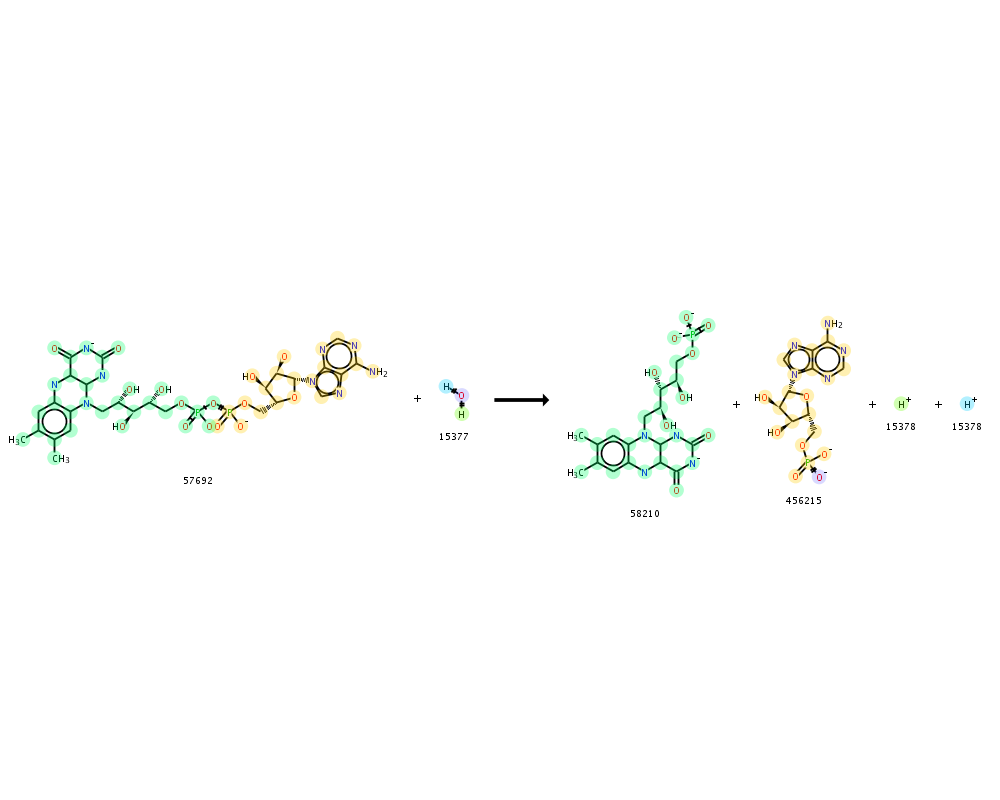 O N⁻ O
N N
N OH OH
O O O O N N
HO O N NH₂
H₃C CH₃ HO O P O P O O⁻ O N N
57692
+
H O H
15377
O⁻ O⁻ P O O
HO OH OH
H₃C N N O
H₃C N N⁻ O
58210
+
NH₂ N N N N
HO O HO O O⁻ P O O⁻
456215
+
H⁺
15378
+
H⁺
15378